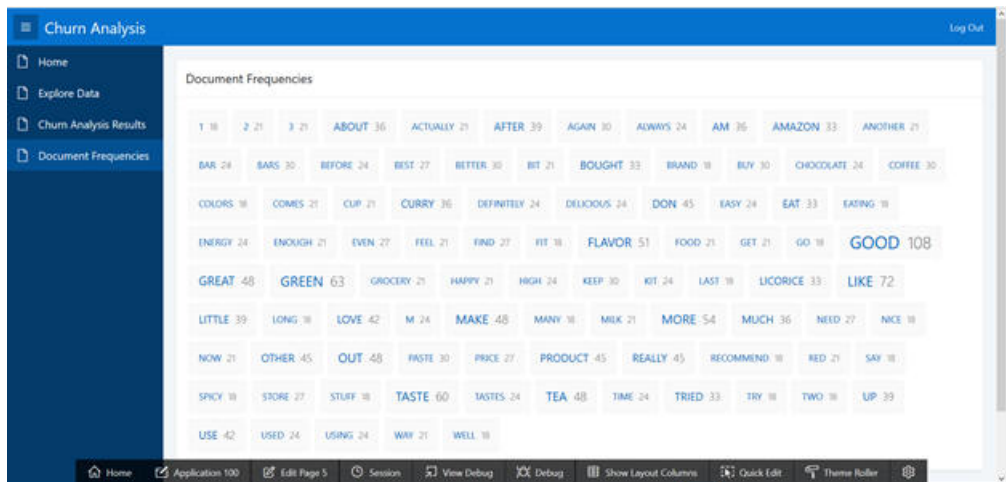 Churn Analysis Log Out
Home
Explore Data
Churn Analysis Results
Document Frequencies
Document Frequencies
1 18 2 21 3 21 ABOUT 36 ACTUALLY 21 AFTER 39 AGAIN 30 ALWAYS 24 AM 36 AMAZON 33 ANOTHER 21
BAR 24 BARS 30 BEFORE 24 BEST 27 BETTER 30 BIT 21 BOUGHT 33 BRAND 18 BUY 30 CHOCOLATE 24 COFFEE 30
COLORS 18 COMES 21 CUP 21 CURRY 36 DEFINITELY 24 DELICIOUS 24 DON 45 EASY 24 EAT 33 EATING 18
ENERGY 24 ENOUGH 21 EVEN 27 FEEL 21 FIND 27 FIT 18 FLAVOR 51 FOOD 21 GET 21 GO 18 GOOD 108
GREAT 48 GREEN 63 GROCERY 21 HAPPY 21 HIGH 24 KEEP 30 KIT 24 LAST 18 LICORICE 33 LIKE 72
LITTLE 39 LONG 18 LOVE 42 M 24 MAKE 48 MANY 18 MILK 21 MORE 54 MUCH 36 NEED 27 NICE 18
NOW 21 OTHER 45 OUT 48 PASTE 30 PRICE 27 PRODUCT 45 REALLY 45 RECOMMEND 18 RED 21 SAY 18
SPICY 18 STORE 27 STUFF 18 TASTE 60 TASTES 24 TEA 48 TIME 24 TRIED 33 TRY 18 TWO 18 UP 39
USE 42 USED 24 USING 24 WAY 21 WELL 18
Home Application 100 Edit Page 5 Session View Debug Debug Show Layout Columns Quick Edit Theme Roller